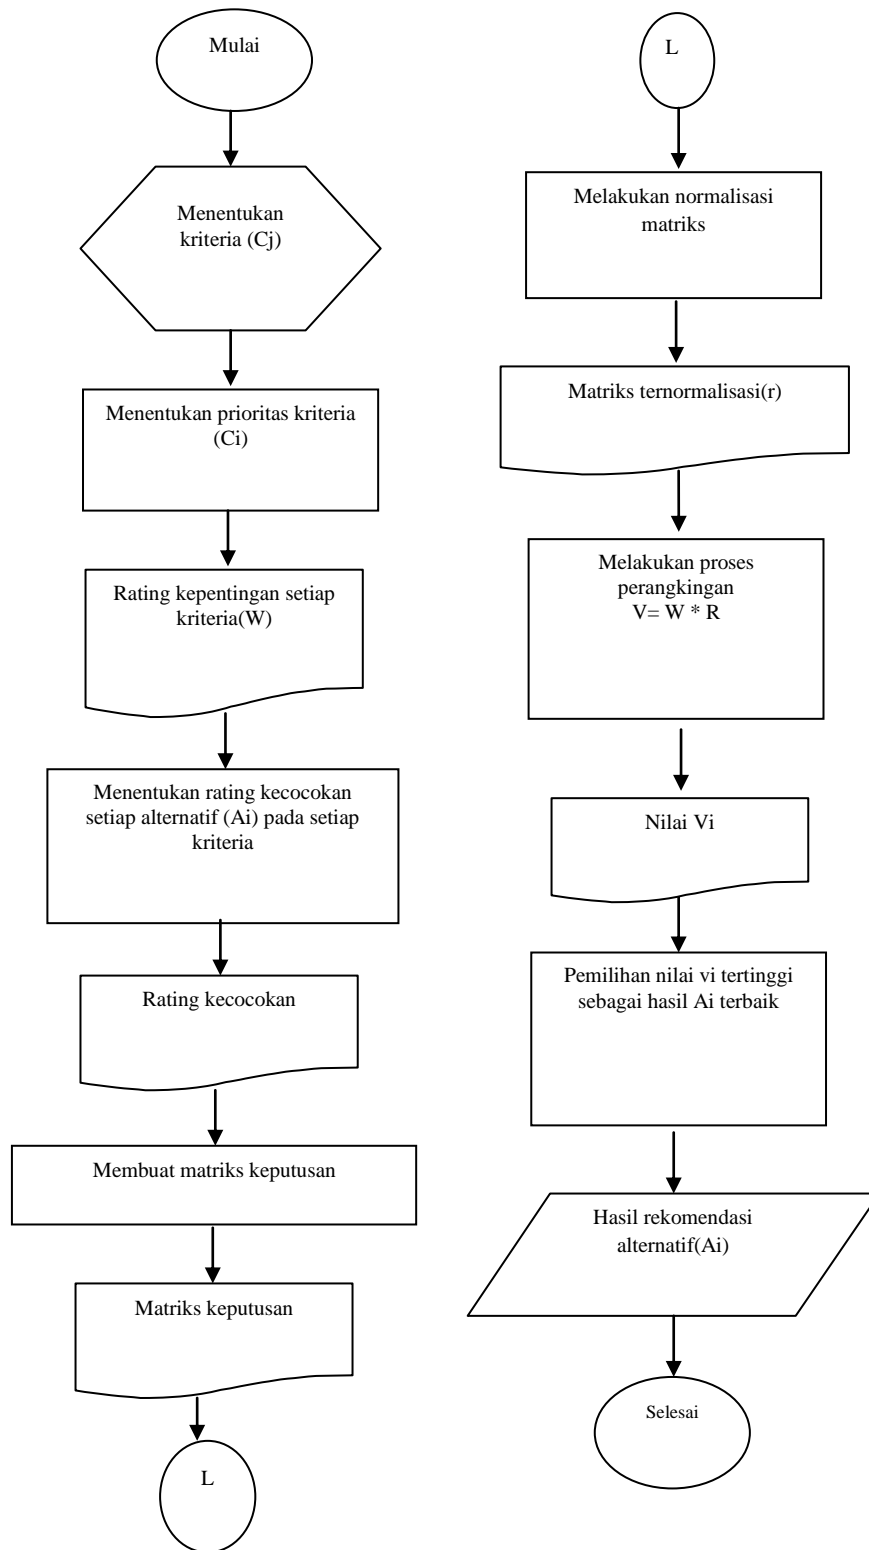 Mulai
Menentukan
kriteria (Cj)
Menentukan prioritas kriteria
(Ci)
Rating kepentingan setiap
kriteria(W)
Menentukan rating kecocokan
setiap alternatif (Ai) pada setiap
kriteria
Rating kecocokan
Membuat matriks keputusan
Matriks keputusan
L
L
Melakukan normalisasi
matriks
Matriks ternormalisasi(r)
Melakukan proses
perangkingan
V= W * R
Nilai Vi
Pemilihan nilai vi tertinggi
sebagai hasil Ai terbaik
Hasil rekomendasi
alternatif(Ai)
Selesai